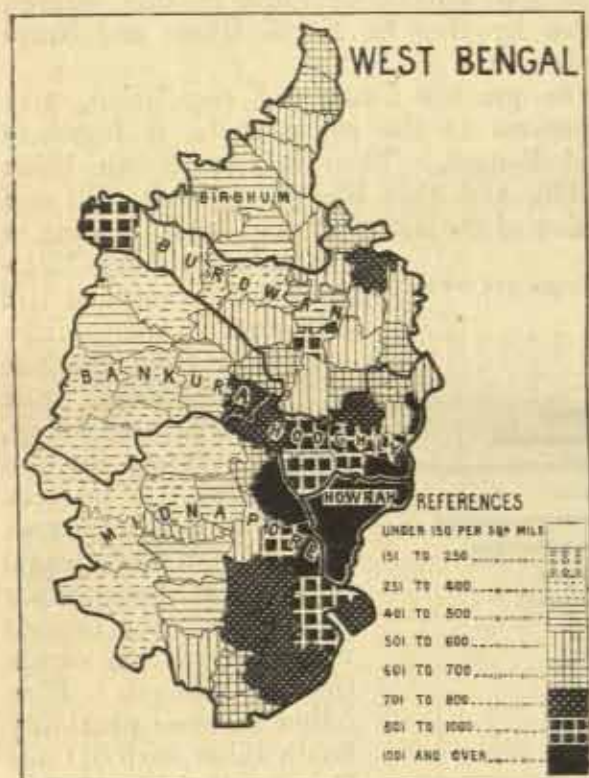 WEST BENGAL
BIRBHUM
BURDWAN
BANKURA
HOOGHLY
HOWRAH
MIDNAPORE
REFERENCES
UNDER 150 PER SQR MILE
151 TO 250
251 TO 400
401 TO 500
501 TO 600
601 TO 700
701 TO 800
801 TO 1000
1001 AND OVER